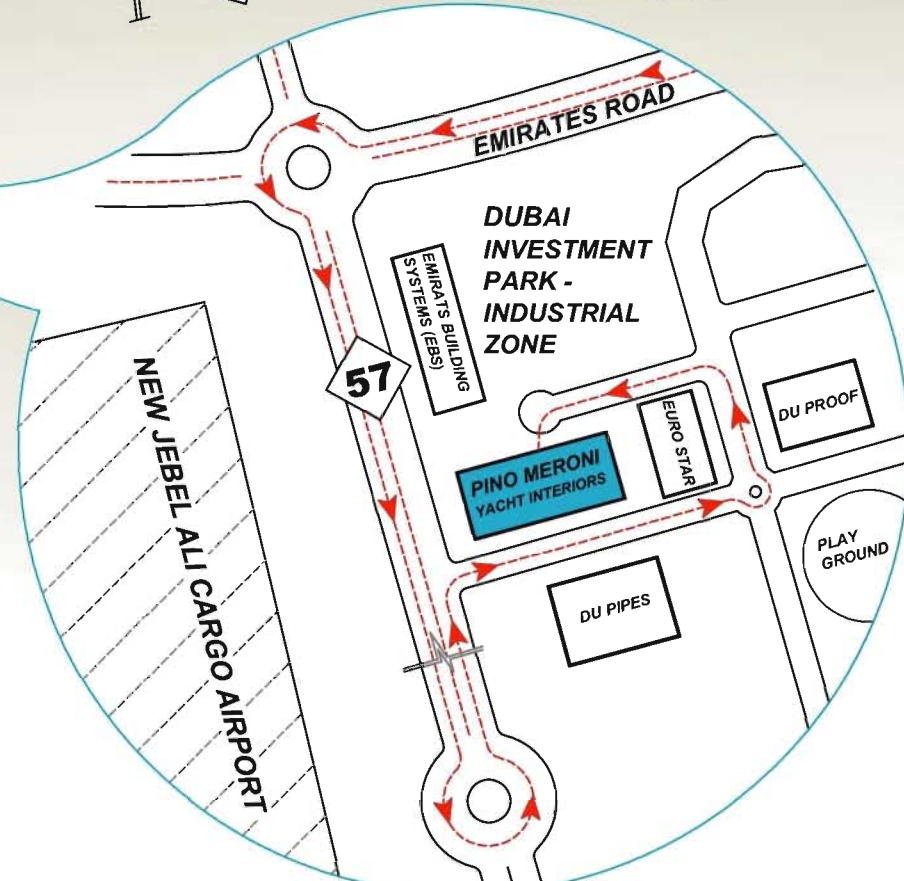 EMIRATES ROAD
DUBAI
INVESTMENT
PARK -
INDUSTRIAL
ZONE
EMIRATS BUILDING
SYSTEMS (EBS)
57
NEW JEBEL ALI CARGO AIRPORT
PINO MERONI
YACHT INTERIORS
EURO STAR
DU PROOF
PLAY
GROUND
DU PIPES